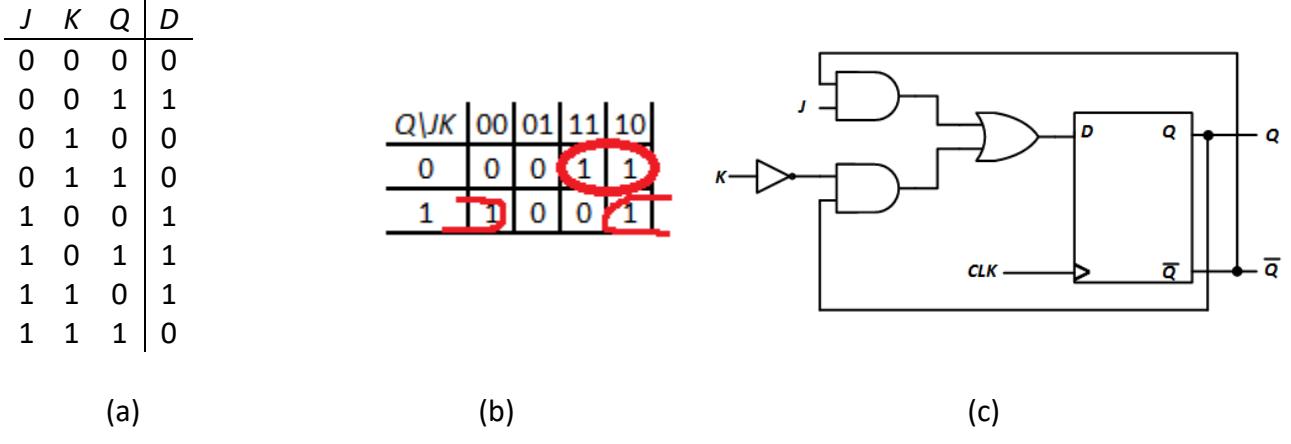 J K Q D
0 0 0 0
0 0 1 1
0 1 0 0
0 1 1 0
1 0 0 1
1 0 1 1
1 1 0 1
1 1 1 0
(a)
Q\JK 00 01 11 10
0 0 0 1 1
1 1 0 0 1
(b)
J
K
D Q Q
CLK Q̅ Q̅
(c)